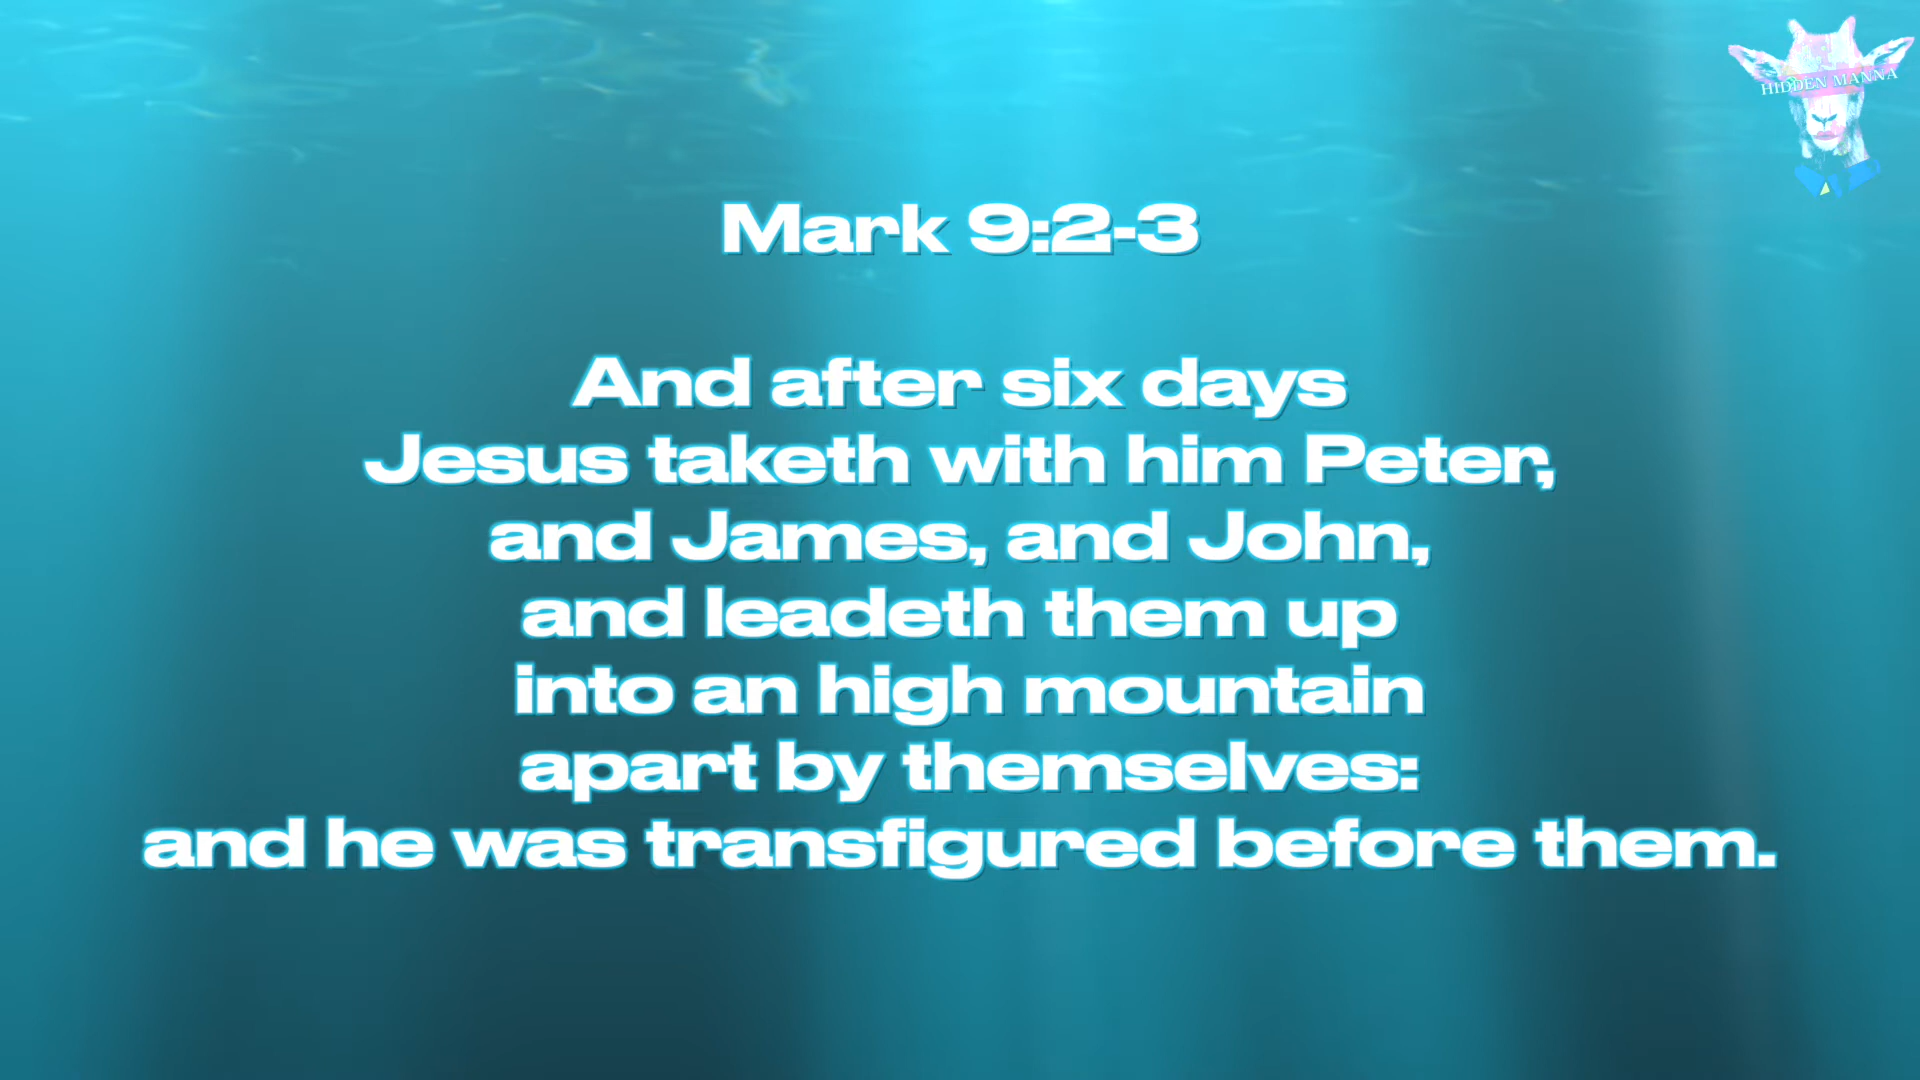 HIDDEN MANNA
Mark 9:2-3
And after six days
Jesus taketh with him Peter,
and James, and John,
and leadeth them up
into an high mountain
apart by themselves:
and he was transfigured before them.